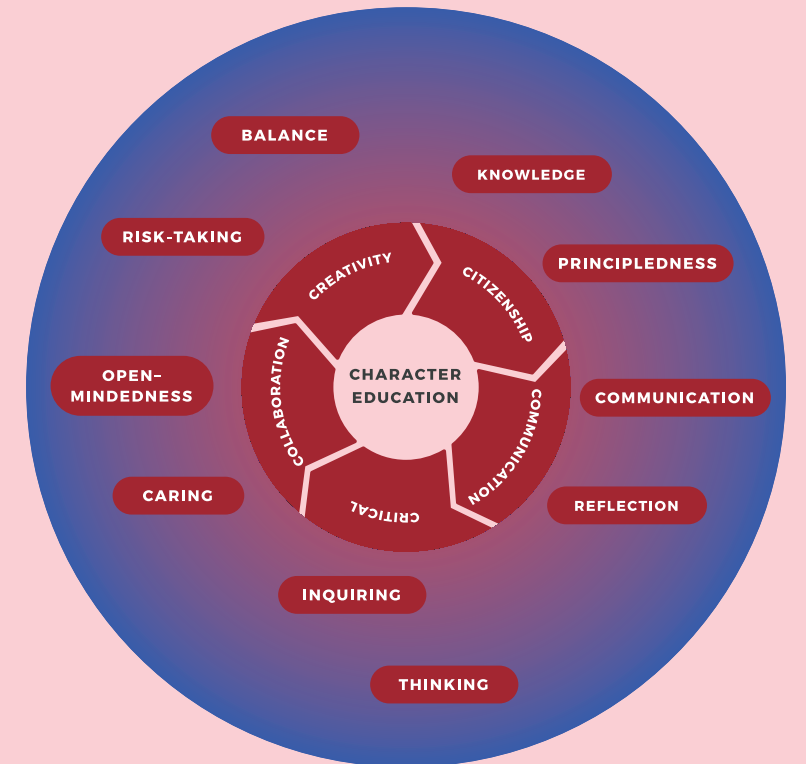 BALANCE
KNOWLEDGE
RISK-TAKING
PRINCIPLEDNESS
CREATIVITY
CITIZENSHIP
CHARACTER
EDUCATION
COLLABORATION
COMMUNICATION
CRITICAL
OPEN–
MINDEDNESS
COMMUNICATION
CARING
REFLECTION
INQUIRING
THINKING